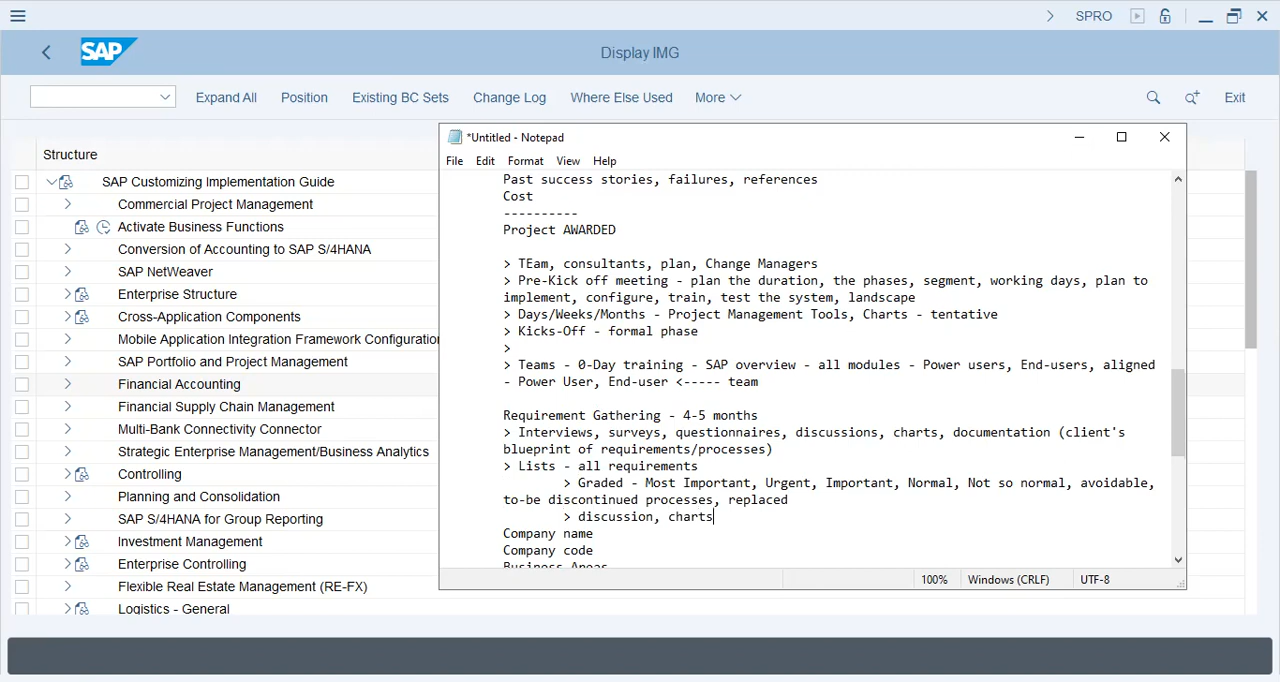 SPRO
SAP
Display IMG
Expand All
Position
Existing BC Sets
Change Log
Where Else Used
More
Exit
Structure
SAP Customizing Implementation Guide
Commercial Project Management
Activate Business Functions
Conversion of Accounting to SAP S/4HANA
SAP NetWeaver
Enterprise Structure
Cross-Application Components
Mobile Application Integration Framework Configuration
SAP Portfolio and Project Management
Financial Accounting
Financial Supply Chain Management
Multi-Bank Connectivity Connector
Strategic Enterprise Management/Business Analytics
Controlling
Planning and Consolidation
SAP S/4HANA for Group Reporting
Investment Management
Enterprise Controlling
Flexible Real Estate Management (RE-FX)
Logistics - General
*Untitled - Notepad
File Edit Format View Help
Past success stories, failures, references
Cost
----------
Project AWARDED
> TEam, consultants, plan, Change Managers
> Pre-Kick off meeting - plan the duration, the phases, segment, working days, plan to
implement, configure, train, test the system, landscape
> Days/Weeks/Months - Project Management Tools, Charts - tentative
> Kicks-Off - formal phase
>
> Teams - 0-Day training - SAP overview - all modules - Power users, End-users, aligned
- Power User, End-user <----- team
Requirement Gathering - 4-5 months
> Interviews, surveys, questionnaires, discussions, charts, documentation (client's
blueprint of requirements/processes)
> Lists - all requirements
> Graded - Most Important, Urgent, Important, Normal, Not so normal, avoidable,
to-be discontinued processes, replaced
> discussion, charts
Company name
Company code
Business Areas
100%
Windows (CRLF)
UTF-8